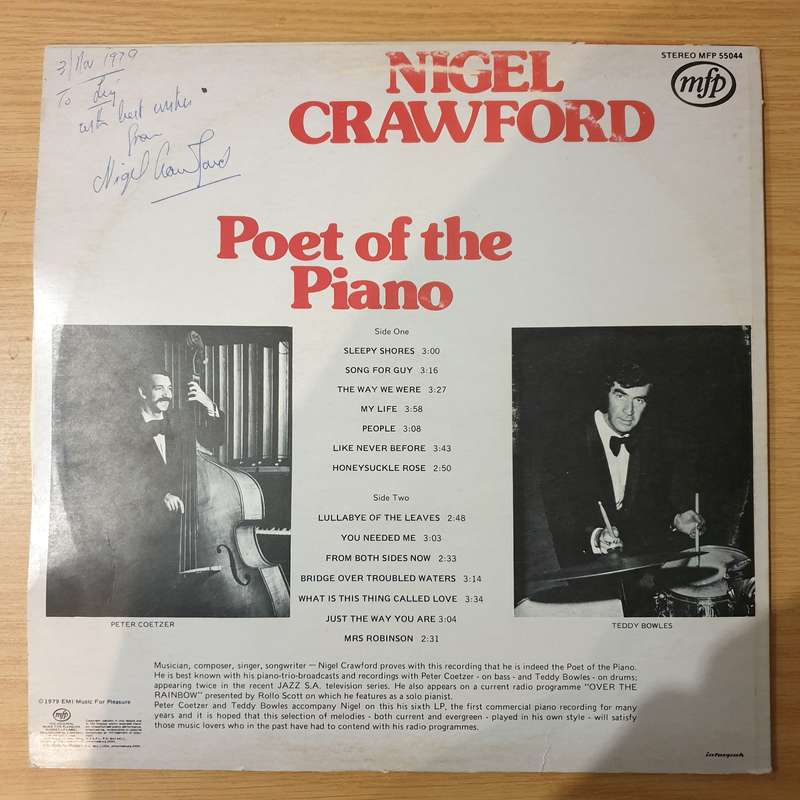 3/Nov 1979
To
with best wishes
from
Nigel Crawford
NIGEL
CRAWFORD
STEREO MFP 55044
mfp
Poet of the
Piano
Side One
SLEEPY SHORES 3:00
SONG FOR GUY 3:16
THE WAY WE WERE 3:27
MY LIFE 3:58
PEOPLE 3:08
LIKE NEVER BEFORE 3:43
HONEYSUCKLE ROSE 2:50
Side Two
LULLABYE OF THE LEAVES 2:48
YOU NEEDED ME 3:03
FROM BOTH SIDES NOW 2:33
BRIDGE OVER TROUBLED WATERS 3:14
WHAT IS THIS THING CALLED LOVE 3:34
JUST THE WAY YOU ARE 3:04
MRS ROBINSON 2:31
PETER COETZER
TEDDY BOWLES
Musician, composer, singer, songwriter – Nigel Crawford proves with this recording that he is indeed the Poet of the Piano.
He is best known with his piano-trio-broadcasts and recordings with Peter Coetzer - on bass - and Teddy Bowles - on drums;
appearing twice in the recent JAZZ S.A. television series. He also appears on a current radio programme "OVER THE
RAINBOW" presented by Rollo Scott on which he features as a solo pianist.
Peter Coetzer and Teddy Bowles accompany Nigel on this his sixth LP, the first commercial piano recording for many
years and it is hoped that this selection of melodies - both current and evergreen - played in his own style - will satisfy
those music lovers who in the past have had to contend with his radio programmes.
©1979 EMI Music For Pleasure
mfp
interpak